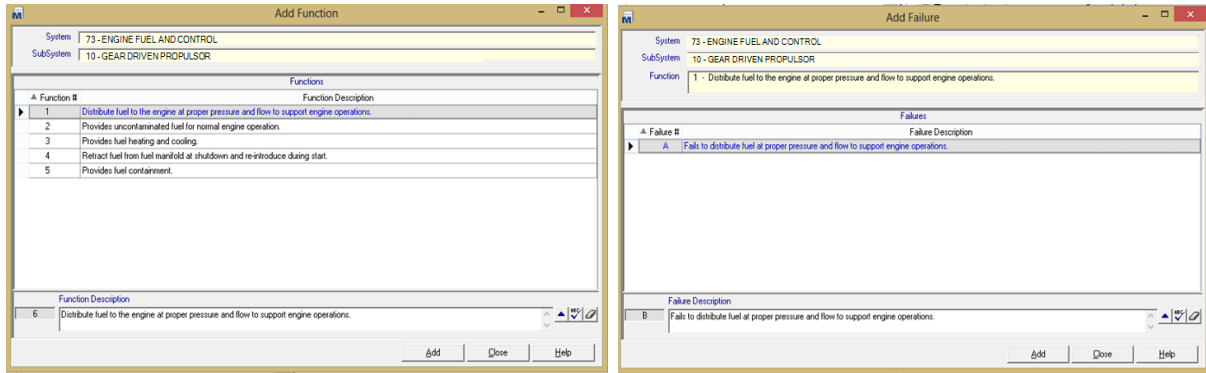 Add Function
System 73 - ENGINE FUEL AND CONTROL
SubSystem 10 - GEAR DRIVEN PROPULSOR
Functions
Function # Function Description
1 Distribute fuel to the engine at proper pressure and flow to support engine operations.
2 Provides uncontaminated fuel for normal engine operation.
3 Provides fuel heating and cooling.
4 Retract fuel from fuel manifold at shutdown and re-introduce during start.
5 Provides fuel containment.
Function Description
6 Distribute fuel to the engine at proper pressure and flow to support engine operations.
ABC
Add Close Help
Add Failure
System 73 - ENGINE FUEL AND CONTROL
SubSystem 10 - GEAR DRIVEN PROPULSOR
Function 1 - Distribute fuel to the engine at proper pressure and flow to support engine operations.
Failures
Failure # Failure Description
A Fails to distribute fuel at proper pressure and flow to support engine operations.
Failure Description
B Fails to distribute fuel at proper pressure and flow to support engine operations.
ABC
Add Close Help